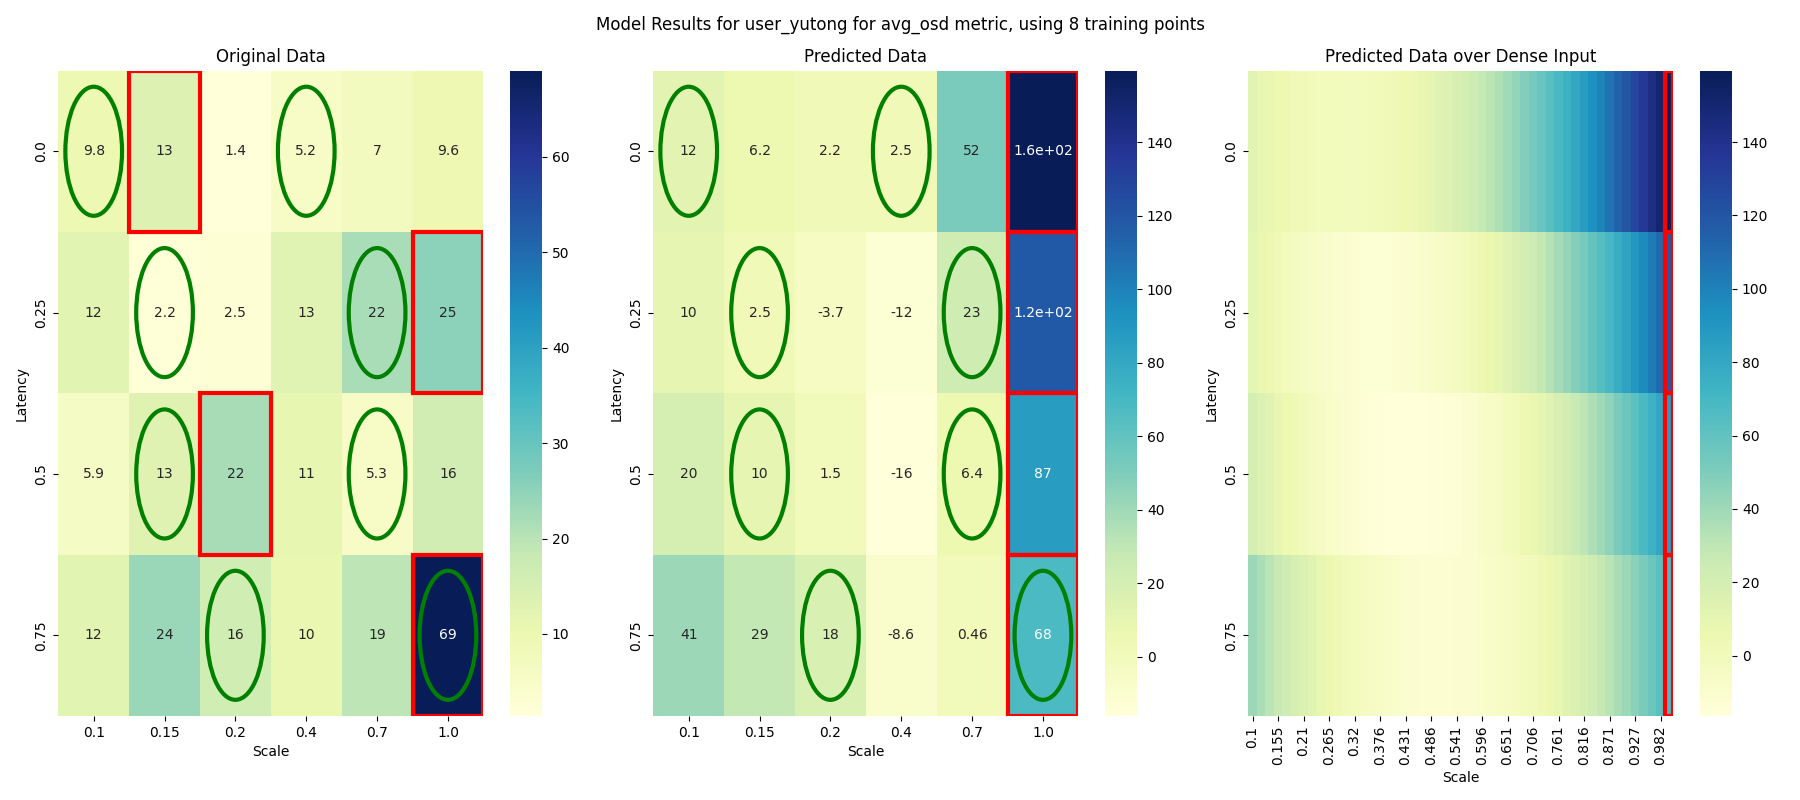 Model Results for user_yutong for avg_osd metric, using 8 training points
Original Data
0.0 9.8 13 1.4 5.2 7 9.6
0.25 12 2.2 2.5 13 22 25
0.5 5.9 13 22 11 5.3 16
0.75 12 24 16 10 19 69
0.1 0.15 0.2 0.4 0.7 1.0
Scale
Latency
60
50
40
30
20
10
Predicted Data
0.0 12 6.2 2.2 2.5 52 1.6e+02
0.25 10 2.5 -3.7 -12 23 1.2e+02
0.5 20 10 1.5 -16 6.4 87
0.75 41 29 18 -8.6 0.46 68
0.1 0.15 0.2 0.4 0.7 1.0
Scale
Latency
140
120
100
80
60
40
20
0
Predicted Data over Dense Input
0.0
0.25
0.5
0.75
0.1 0.155 0.21 0.265 0.32 0.376 0.431 0.486 0.541 0.596 0.651 0.706 0.761 0.816 0.871 0.927 0.982
Scale
Latency
140
120
100
80
60
40
20
0